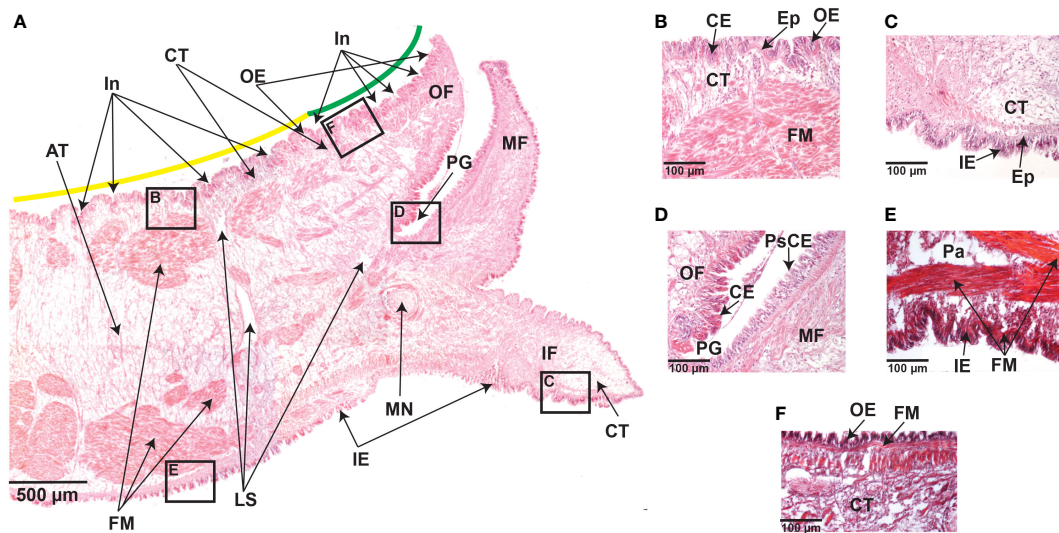 A
In
CT
OE
In
OF
MF
In
AT
F
B
PG
D
MN
IF
C
CT
IE
E
500 µm
FM
LS
B
CE
Ep
OE
CT
FM
100 µm
C
CT
IE
Ep
100 µm
D
PsCE
OF
CE
PG
MF
100 µm
E
Pa
IE
FM
100 µm
F
OE
FM
CT
100 µm